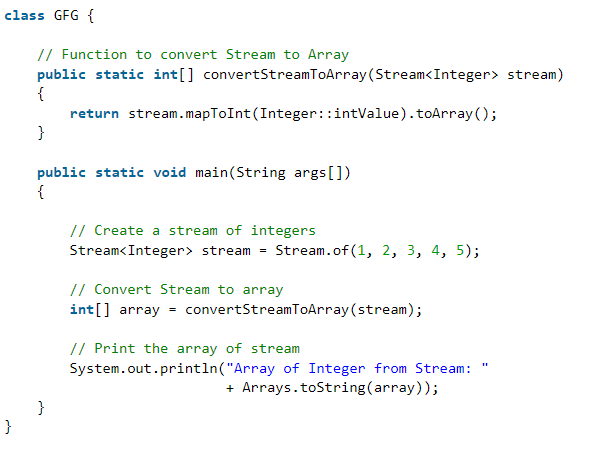 class GFG {
// Function to convert Stream to Array
public static int[] convertStreamToArray(Stream<Integer> stream)
{
return stream.mapToInt(Integer::intValue).toArray();
}
public static void main(String args[])
{
// Create a stream of integers
Stream<Integer> stream = Stream.of(1, 2, 3, 4, 5);
// Convert Stream to array
int[] array = convertStreamToArray(stream);
// Print the array of stream
System.out.println("Array of Integer from Stream: "
+ Arrays.toString(array));
}
}